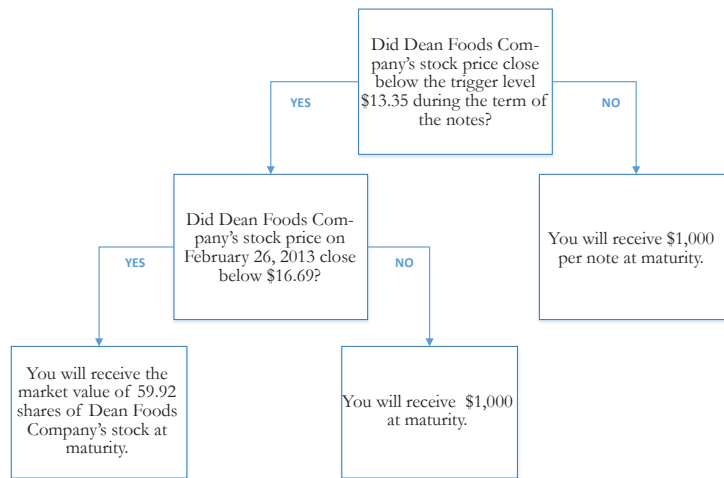 Did Dean Foods Com-
pany's stock price close
below the trigger level
$13.35 during the term of
the notes?
YES
NO
Did Dean Foods Com-
pany's stock price on
February 26, 2013 close
below $16.69?
You will receive $1,000
per note at maturity.
YES
NO
You will receive the
market value of 59.92
shares of Dean Foods
Company's stock at
maturity.
You will receive $1,000
at maturity.